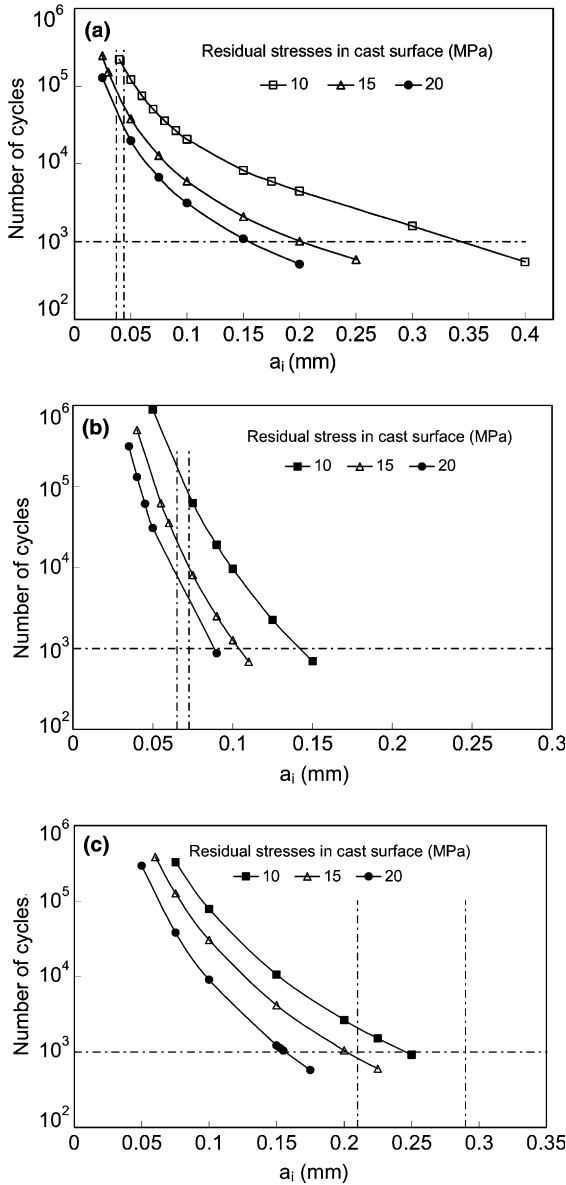 (a)
Residual stresses in cast surface (MPa)
10 15 20
Number of cycles
10^6
10^5
10^4
10^3
10^2
0 0.05 0.1 0.15 0.2 0.25 0.3 0.35 0.4
a_i (mm)
(b)
Residual stress in cast surface (MPa)
10 15 20
Number of cycles
10^6
10^5
10^4
10^3
10^2
0 0.05 0.1 0.15 0.2 0.25 0.3
a_i (mm)
(c)
Residual stresses in cast surface (MPa)
10 15 20
Number of cycles.
10^6
10^5
10^4
10^3
10^2
0 0.05 0.1 0.15 0.2 0.25 0.3 0.35
a_i (mm)